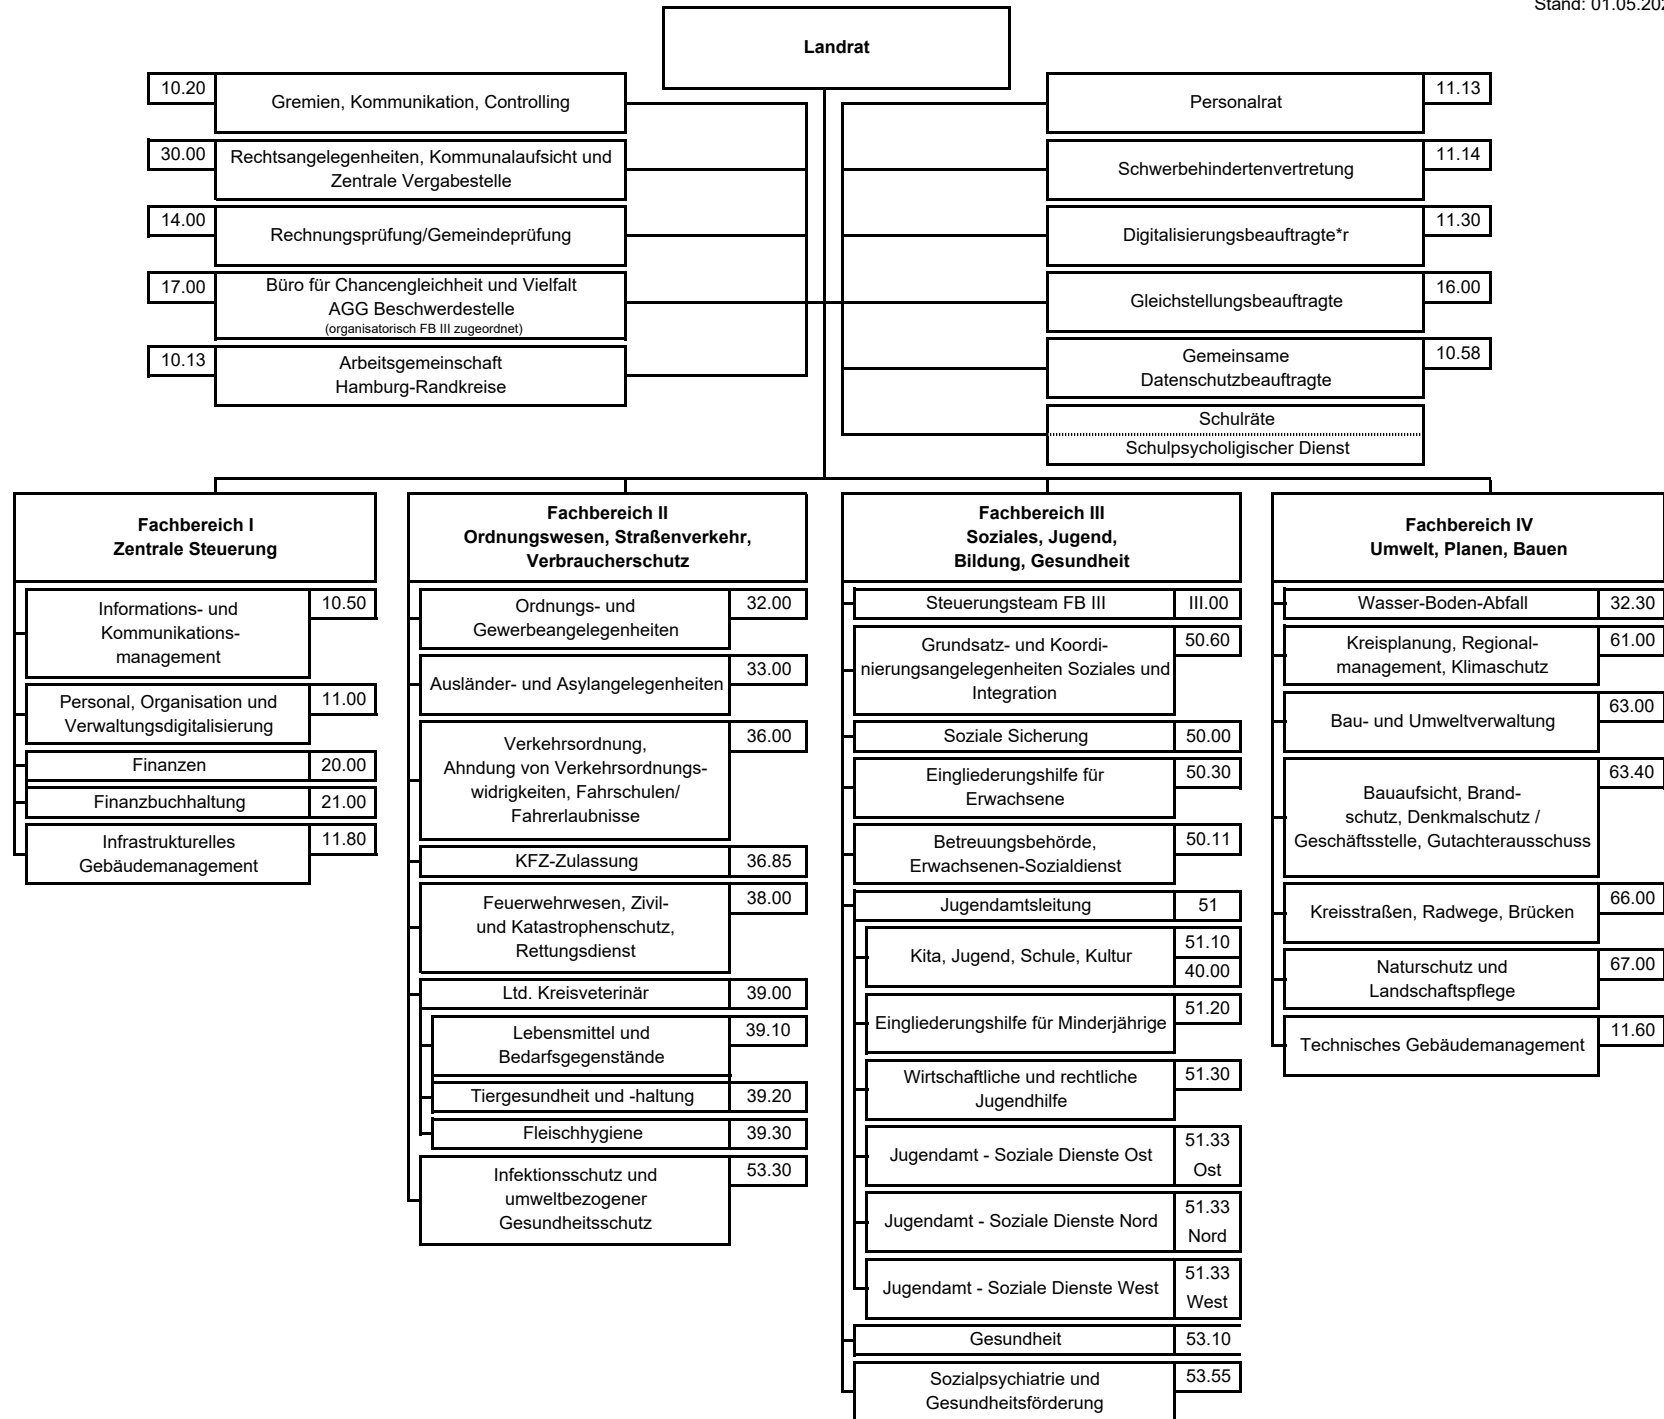 Stand: 01.05.202
Landrat
10.20
Gremien, Kommunikation, Controlling
30.00
Rechtsangelegenheiten, Kommunalaufsicht und
Zentrale Vergabestelle
14.00
Rechnungsprüfung/Gemeindeprüfung
17.00
Büro für Chancengleichheit und Vielfalt
AGG Beschwerdestelle
(organisatorisch FB III zugeordnet)
10.13
Arbeitsgemeinschaft
Hamburg-Randkreise
Personalrat
11.13
Schwerbehindertenvertretung
11.14
Digitalisierungsbeauftragte*r
11.30
Gleichstellungsbeauftragte
16.00
Gemeinsame
Datenschutzbeauftragte
10.58
Schulräte
Schulpsycholigischer Dienst
Fachbereich I
Zentrale Steuerung
Informations- und
Kommunikations-
management
10.50
Personal, Organisation und
Verwaltungsdigitalisierung
11.00
Finanzen
20.00
Finanzbuchhaltung
21.00
Infrastrukturelles
Gebäudemanagement
11.80
Fachbereich II
Ordnungswesen, Straßenverkehr,
Verbraucherschutz
Ordnungs- und
Gewerbeangelegenheiten
32.00
Ausländer- und Asylangelegenheiten
33.00
Verkehrsordnung,
Ahndung von Verkehrsordnungs-
widrigkeiten, Fahrschulen/
Fahrerlaubnisse
36.00
KFZ-Zulassung
36.85
Feuerwehrwesen, Zivil-
und Katastrophenschutz,
Rettungsdienst
38.00
Ltd. Kreisveterinär
39.00
Lebensmittel und
Bedarfsgegenstände
39.10
Tiergesundheit und -haltung
39.20
Fleischhygiene
39.30
Infektionsschutz und
umweltbezogener
Gesundheitsschutz
53.30
Fachbereich III
Soziales, Jugend,
Bildung, Gesundheit
Steuerungsteam FB III
III.00
Grundsatz- und Koordi-
nierungsangelegenheiten Soziales und
Integration
50.60
Soziale Sicherung
50.00
Eingliederungshilfe für
Erwachsene
50.30
Betreuungsbehörde,
Erwachsenen-Sozialdienst
50.11
Jugendamtsleitung
51
Kita, Jugend, Schule, Kultur
51.10
40.00
Eingliederungshilfe für Minderjährige
51.20
Wirtschaftliche und rechtliche
Jugendhilfe
51.30
Jugendamt - Soziale Dienste Ost
51.33
Ost
Jugendamt - Soziale Dienste Nord
51.33
Nord
Jugendamt - Soziale Dienste West
51.33
West
Gesundheit
53.10
Sozialpsychiatrie und
Gesundheitsförderung
53.55
Fachbereich IV
Umwelt, Planen, Bauen
Wasser-Boden-Abfall
32.30
Kreisplanung, Regional-
management, Klimaschutz
61.00
Bau- und Umweltverwaltung
63.00
Bauaufsicht, Brand-
schutz, Denkmalschutz /
Geschäftsstelle, Gutachterausschuss
63.40
Kreisstraßen, Radwege, Brücken
66.00
Naturschutz und
Landschaftspflege
67.00
Technisches Gebäudemanagement
11.60